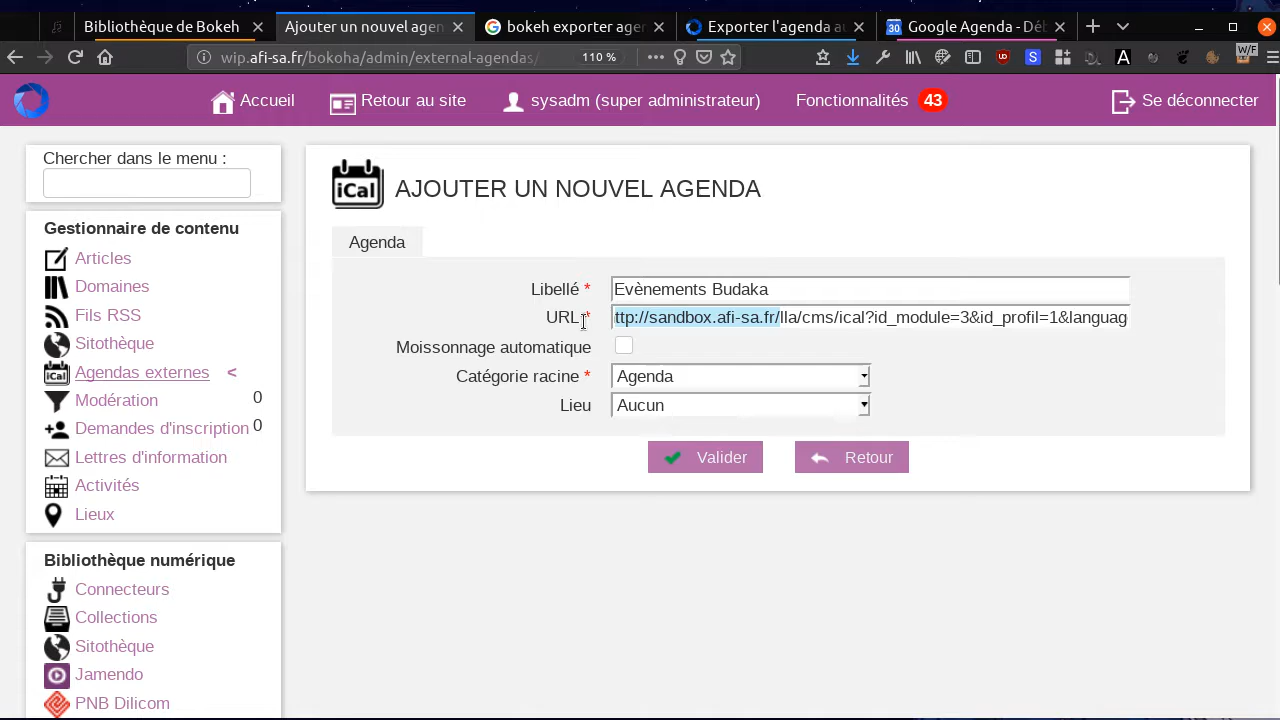 Bibliothèque de Bokeh
Ajouter un nouvel agen
bokeh exporter age
Exporter l'agenda a
Google Agenda - Dé
wip.afi-sa.fr/bokoha/admin/external-agendas/
110 %
W/F
Accueil
Retour au site
sysadm (super administrateur)
Fonctionnalités 43
Se déconnecter
Chercher dans le menu :
Gestionnaire de contenu
Articles
Domaines
Fils RSS
Sitothèque
Agendas externes <
Modération 0
Demandes d'inscription 0
Lettres d'information
Activités
Lieux
Bibliothèque numérique
Connecteurs
Collections
Sitothèque
Jamendo
PNB Dilicom
iCal AJOUTER UN NOUVEL AGENDA
Agenda
Libellé * Evènements Budaka
URL * ttp://sandbox.afi-sa.fr/lla/cms/ical?id_module=3&id_profil=1&languag
Moissonnage automatique
Catégorie racine * Agenda
Lieu Aucun
Valider
Retour